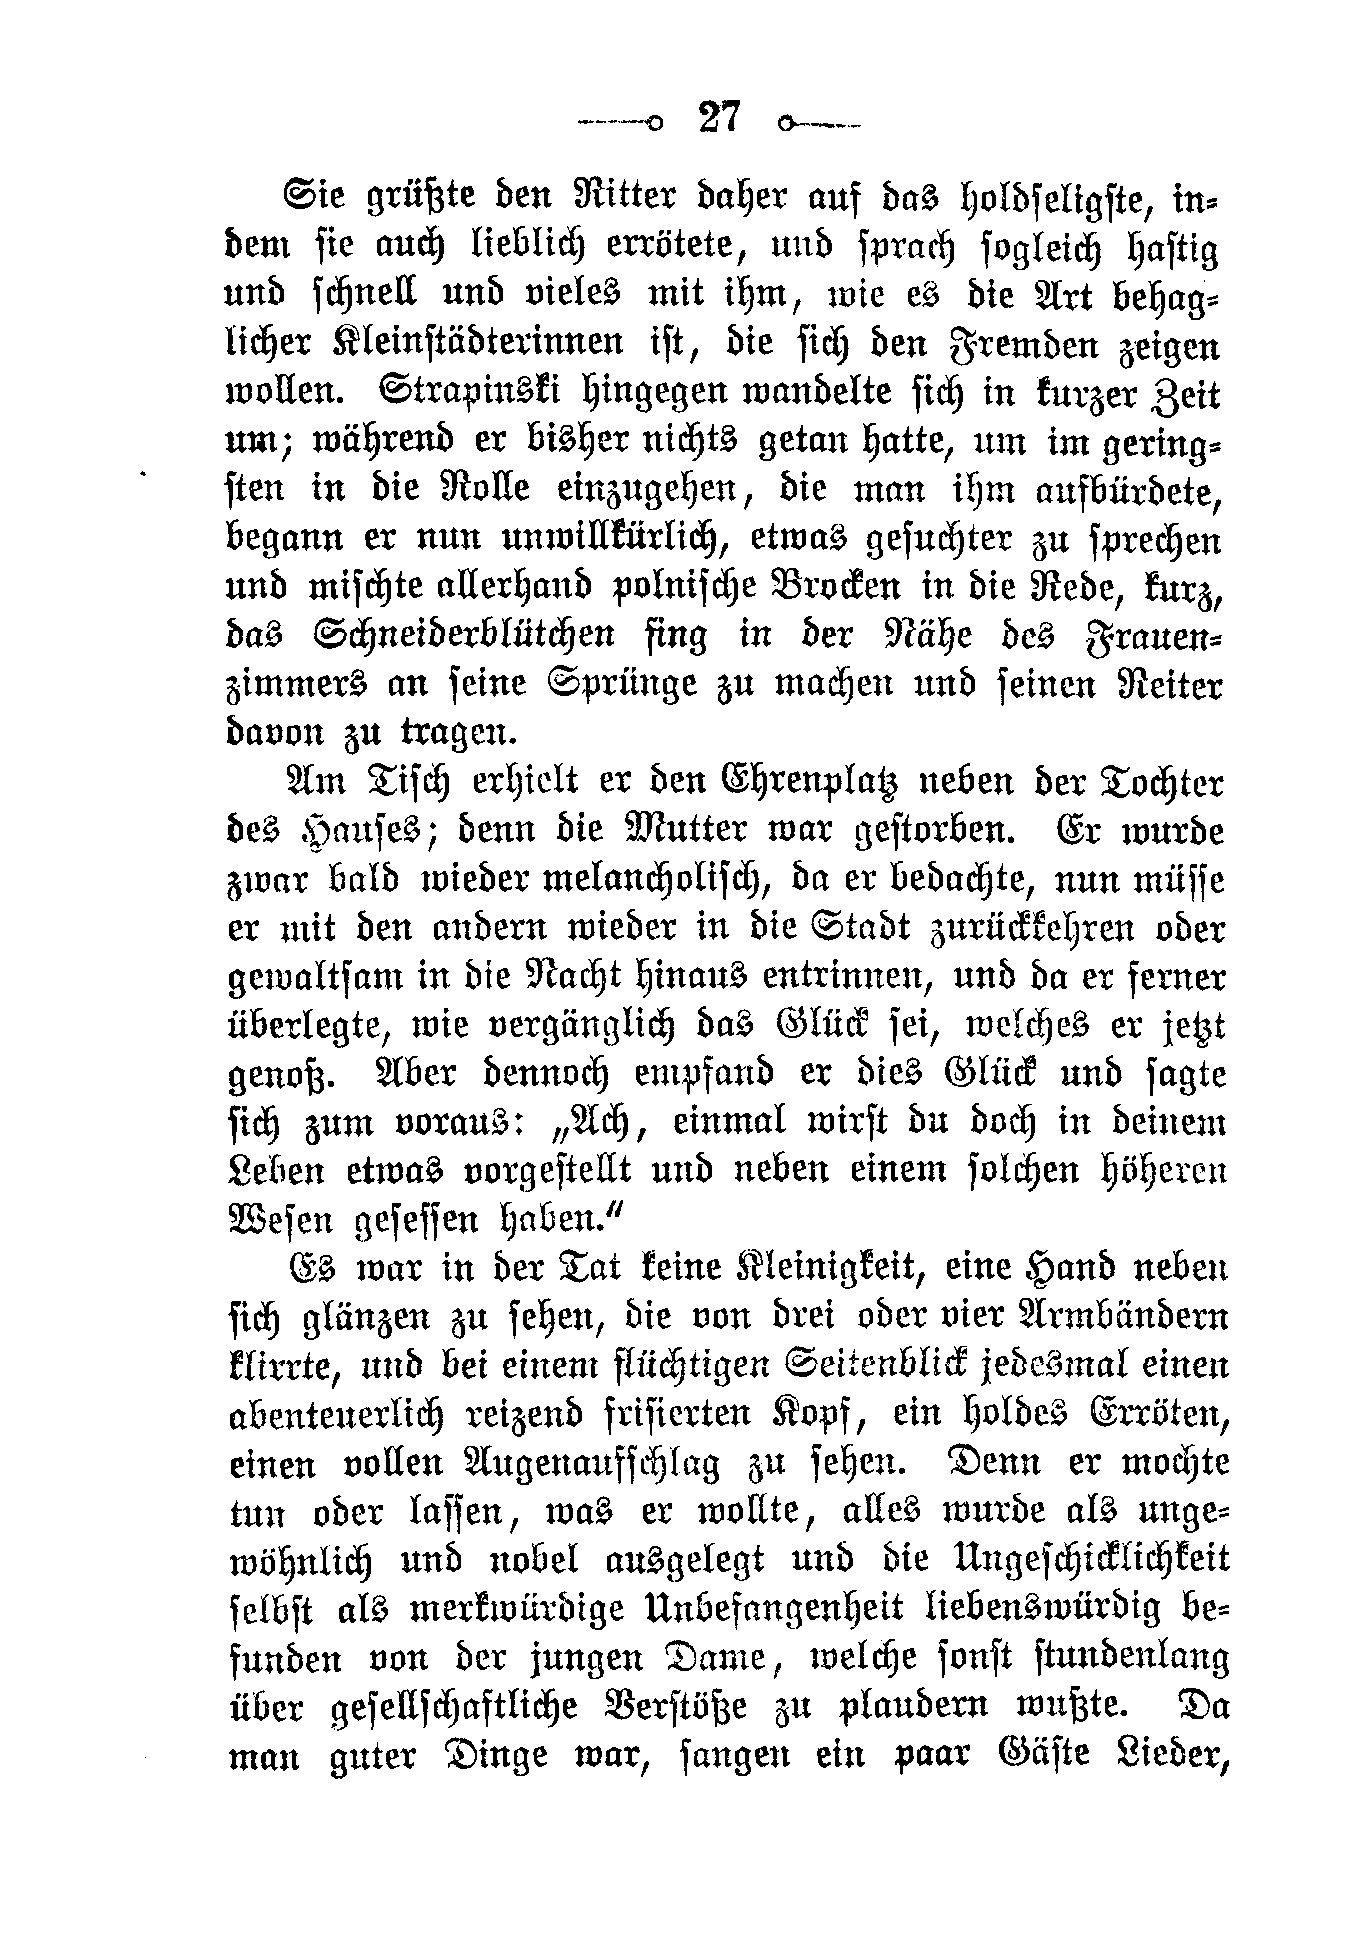 27
Sie grüßte den Ritter daher auf das holdseligste, in-
dem sie auch lieblich errötete, und sprach sogleich hastig
und schnell und vieles mit ihm, wie es die Art behag-
licher Kleinstädterinnen ist, die sich den Fremden zeigen
wollen. Strapinski hingegen wandelte sich in kurzer Zeit
um; während er bisher nichts getan hatte, um im gering-
sten in die Rolle einzugehen, die man ihm aufbürdete,
begann er nun unwillkürlich, etwas gesuchter zu sprechen
und mischte allerhand polnische Brocken in die Rede, kurz,
das Schneiderblütchen fing in der Nähe des Frauen-
zimmers an seine Sprünge zu machen und seinen Reiter
davon zu tragen.
Am Tisch erhielt er den Ehrenplatz neben der Tochter
des Hauses; denn die Mutter war gestorben. Er wurde
zwar bald wieder melancholisch, da er bedachte, nun müsse
er mit den andern wieder in die Stadt zurückkehren oder
gewaltsam in die Nacht hinaus entrinnen, und da er ferner
überlegte, wie vergänglich das Glück sei, welches er jetzt
genoß. Aber dennoch empfand er dies Glück und sagte
sich zum voraus: „Ach, einmal wirst du doch in deinem
Leben etwas vorgestellt und neben einem solchen höheren
Wesen gesessen haben.“
Es war in der Tat keine Kleinigkeit, eine Hand neben
sich glänzen zu sehen, die von drei oder vier Armbändern
klirrte, und bei einem flüchtigen Seitenblick jedesmal einen
abenteuerlich reizend frisierten Kopf, ein holdes Erröten,
einen vollen Augenaufschlag zu sehen. Denn er mochte
tun oder lassen, was er wollte, alles wurde als unge-
wöhnlich und nobel ausgelegt und die Ungeschicklichkeit
selbst als merkwürdige Unbefangenheit liebenswürdig be-
funden von der jungen Dame, welche sonst stundenlang
über gesellschaftliche Verstöße zu plaudern wußte. Da
man guter Dinge war, sangen ein paar Gäste Lieder,